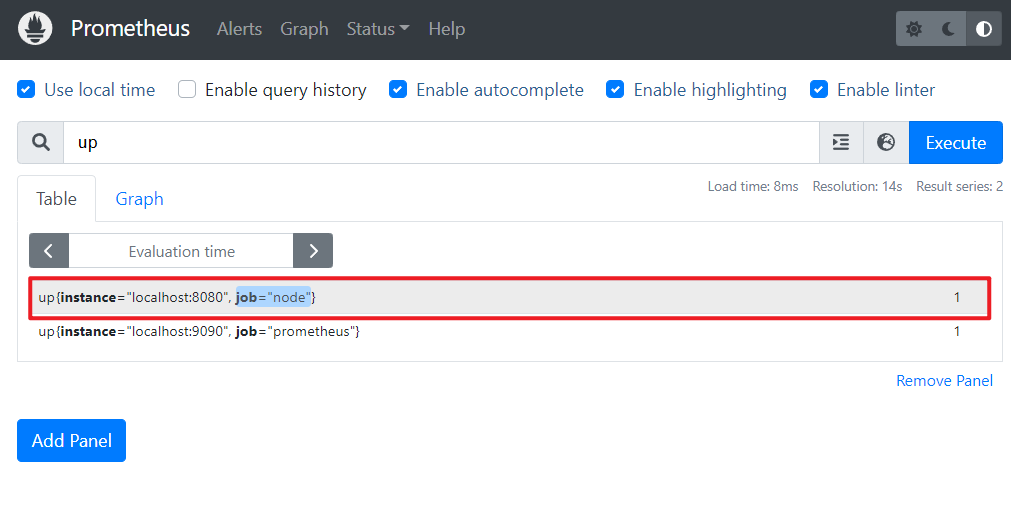 Prometheus Alerts Graph Status Help
Use local time Enable query history Enable autocomplete Enable highlighting Enable linter
up Execute
Load time: 8ms Resolution: 14s Result series: 2
Table Graph
Evaluation time
up{instance="localhost:8080", job="node"} 1
up{instance="localhost:9090", job="prometheus"} 1
Remove Panel
Add Panel